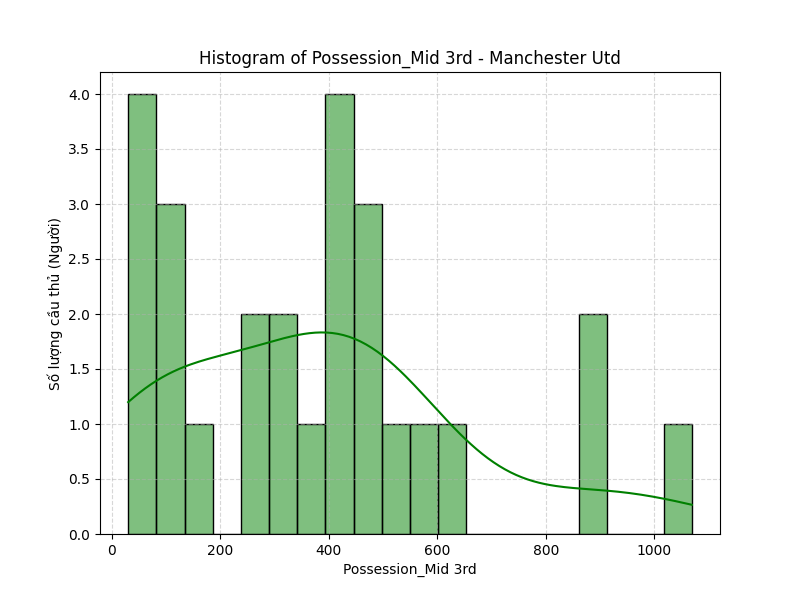 Histogram of Possession_Mid 3rd - Manchester Utd
Số lượng cầu thủ (Người)
4.0
3.5
3.0
2.5
2.0
1.5
1.0
0.5
0.0
0 200 400 600 800 1000
Possession_Mid 3rd